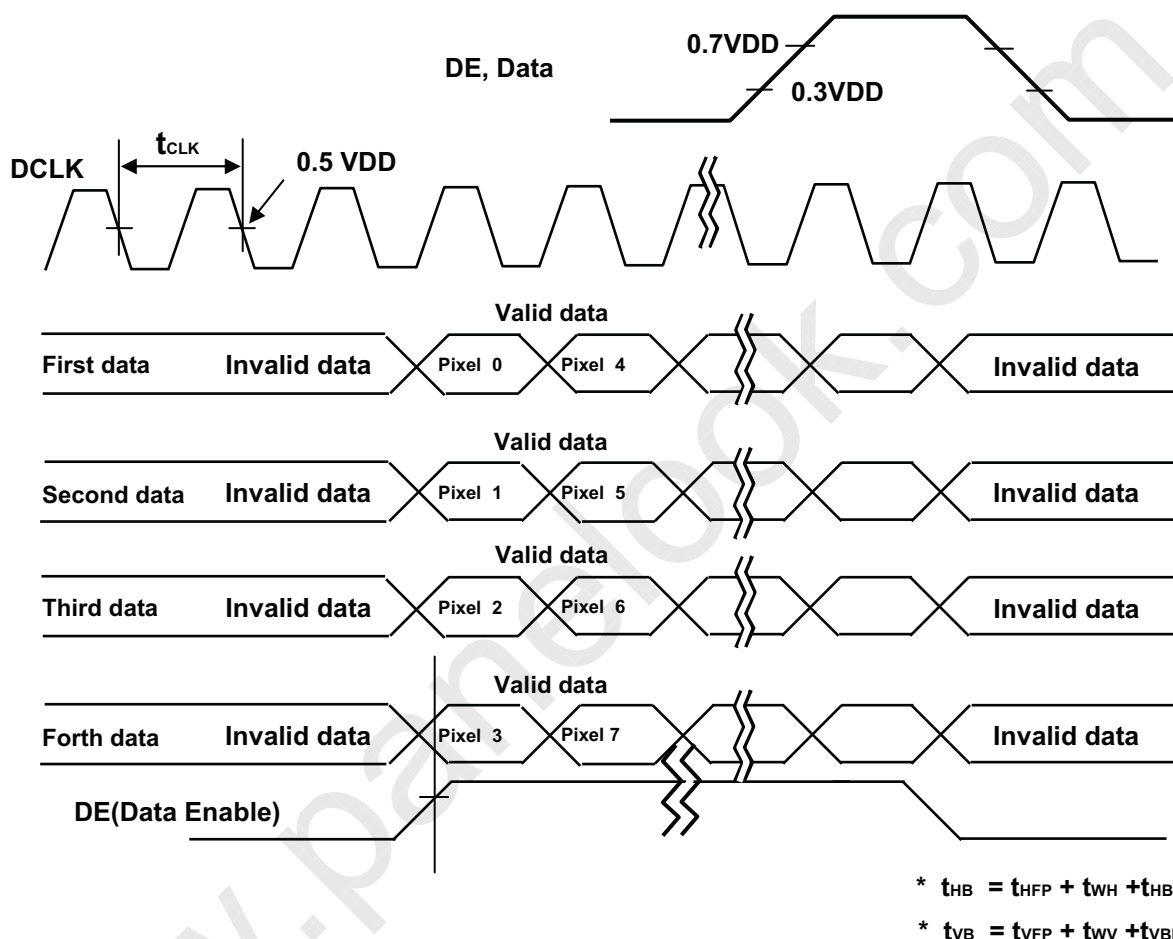 0.7VDD
DE, Data
0.3VDD
tCLK
0.5 VDD
DCLK
Valid data
First data Invalid data Pixel 0 Pixel 4 Invalid data
Valid data
Second data Invalid data Pixel 1 Pixel 5 Invalid data
Valid data
Third data Invalid data Pixel 2 Pixel 6 Invalid data
Valid data
Forth data Invalid data Pixel 3 Pixel 7 Invalid data
DE(Data Enable)
* tHB = tHFP + tWH +tHB
* tVB = tVFP + tWV +tVB
.panelook.com